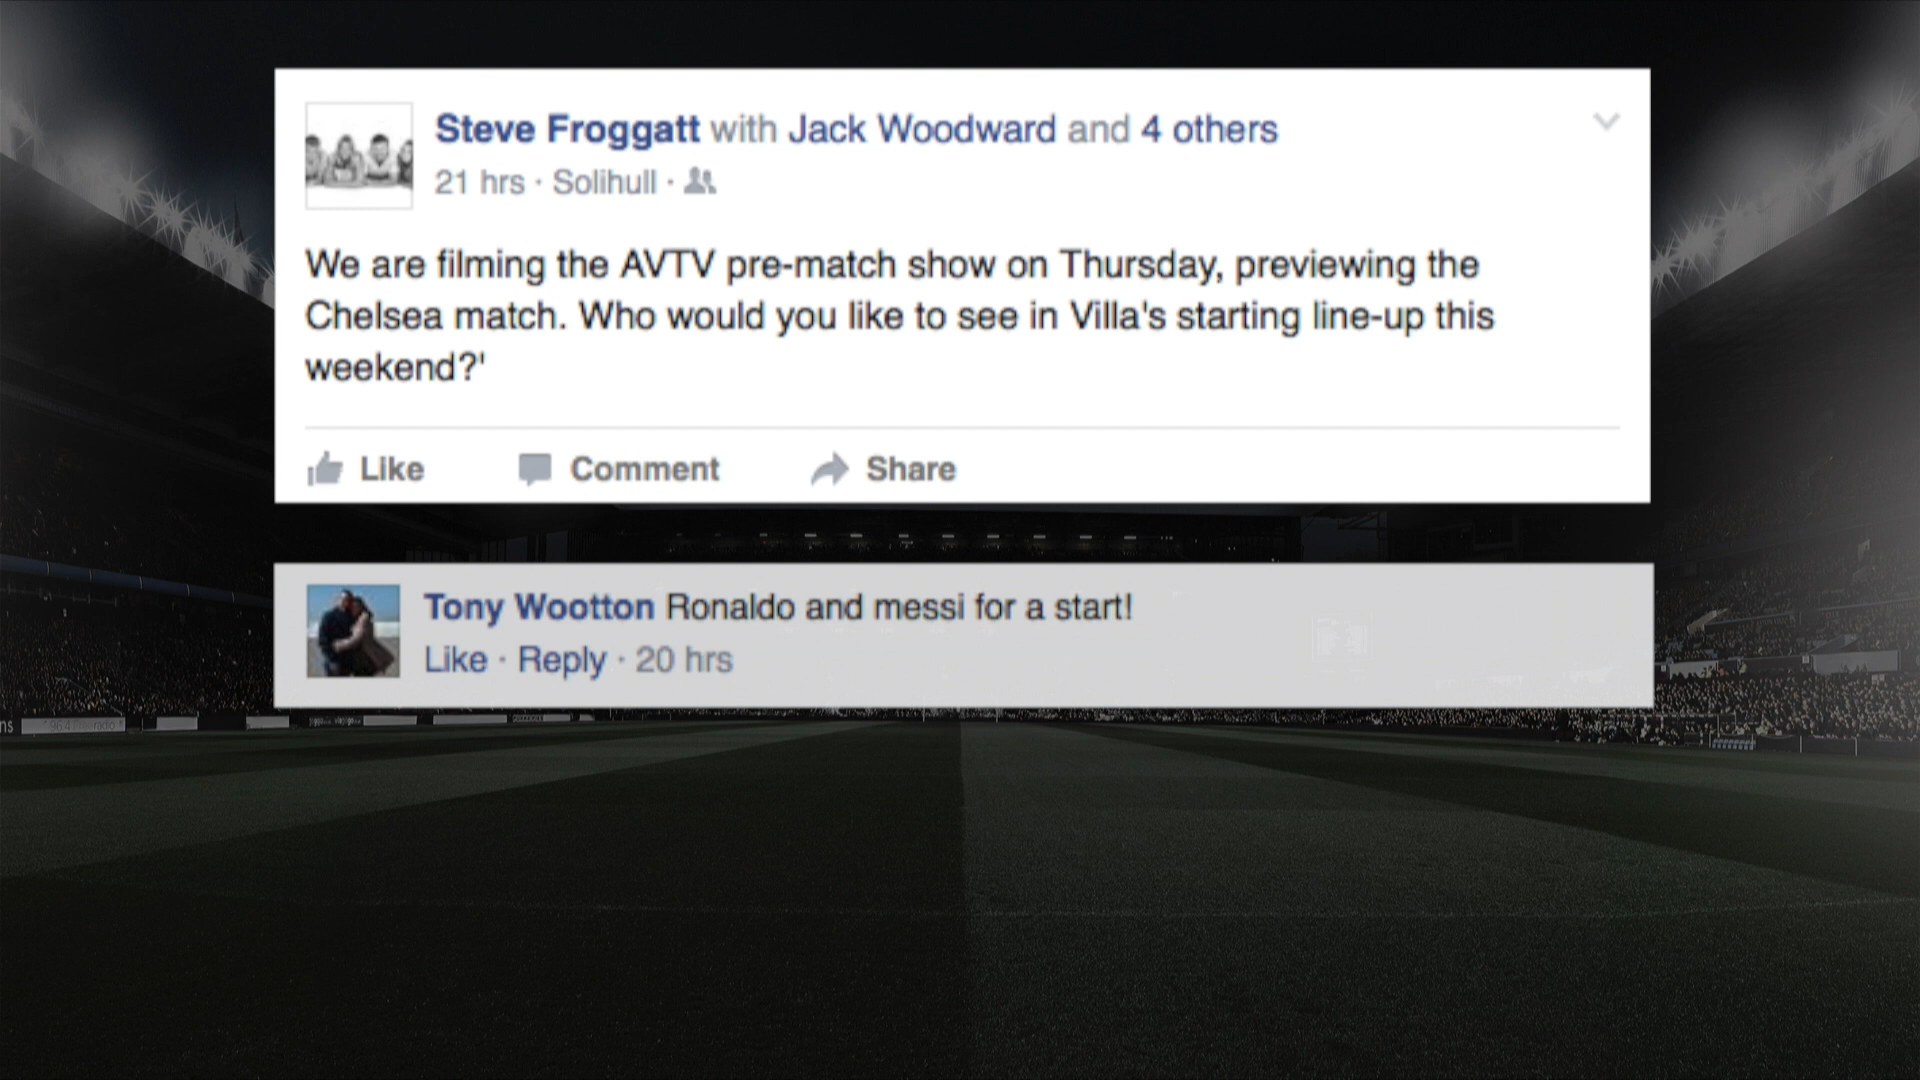 Steve Froggatt with Jack Woodward and 4 others
21 hrs · Solihull ·
We are filming the AVTV pre-match show on Thursday, previewing the
Chelsea match. Who would you like to see in Villa's starting line-up this
weekend?'
Like Comment Share
Tony Wootton Ronaldo and messi for a start!
Like · Reply · 20 hrs